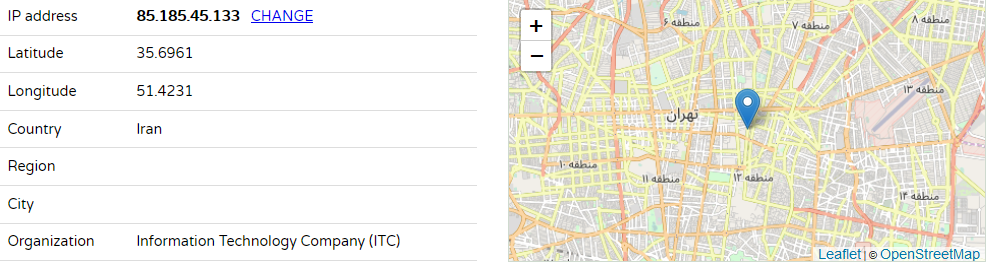 IP address 85.185.45.133 CHANGE
Latitude 35.6961
Longitude 51.4231
Country Iran
Region
City
Organization Information Technology Company (ITC)
+
−
منطقه ۶
منطقه ۷
منطقه ۸
منطقه ۱۳
تهران
منطقه ۱۰
منطقه ۱۱
منطقه ۱۲
منطقه ۱۴
Leaflet | © OpenStreetMap